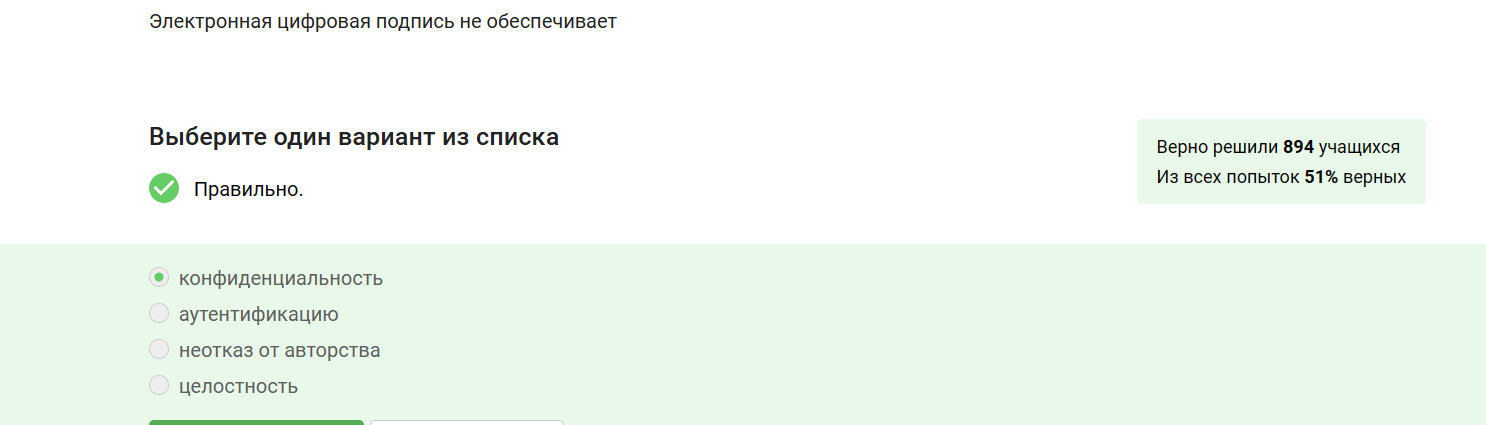 Электронная цифровая подпись не обеспечивает
Выберите один вариант из списка
Правильно.
Верно решили 894 учащихся
Из всех попыток 51% верных
конфиденциальность
аутентификацию
неотказ от авторства
целостность